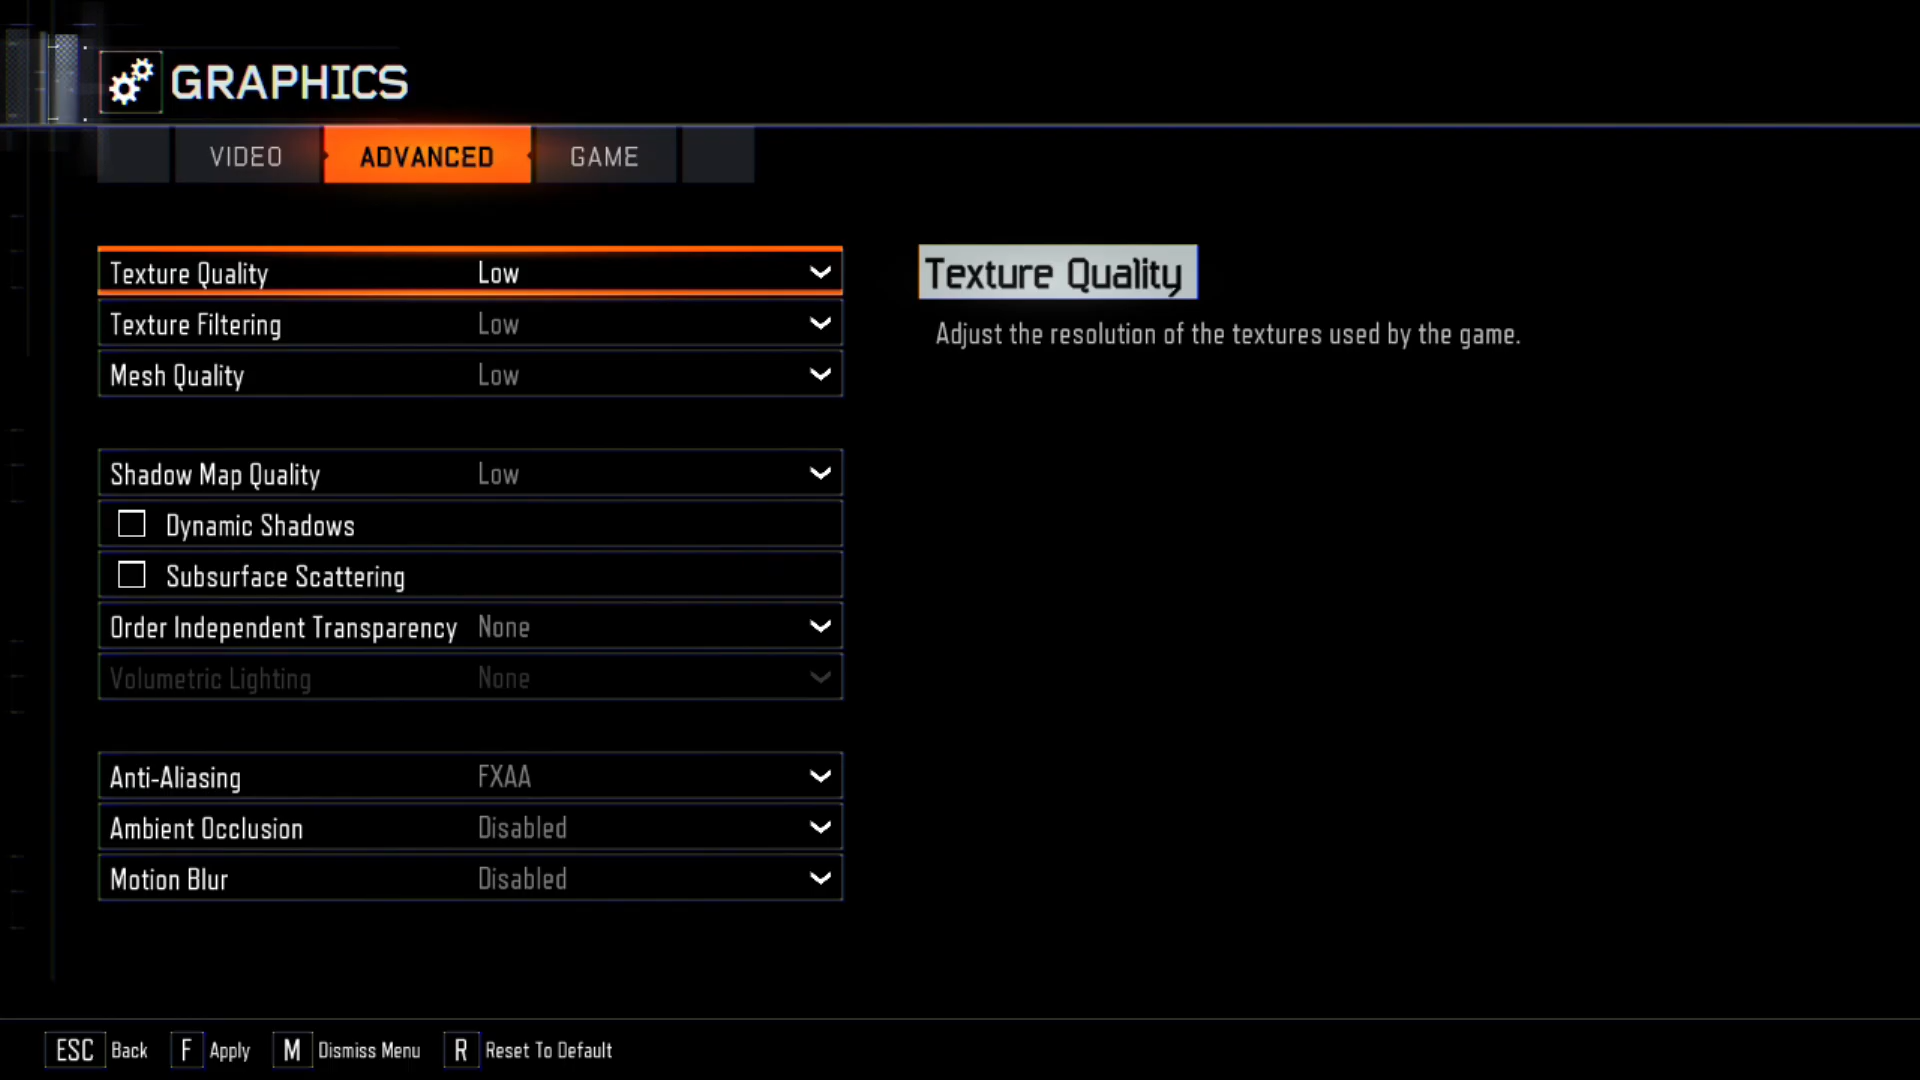 GRAPHICS
VIDEO ADVANCED GAME
Texture Quality Low
Texture Filtering Low
Mesh Quality Low
Shadow Map Quality Low
Dynamic Shadows
Subsurface Scattering
Order Independent Transparency None
Volumetric Lighting None
Anti-Aliasing FXAA
Ambient Occlusion Disabled
Motion Blur Disabled
Texture Quality
Adjust the resolution of the textures used by the game.
ESC Back F Apply M Dismiss Menu R Reset To Default